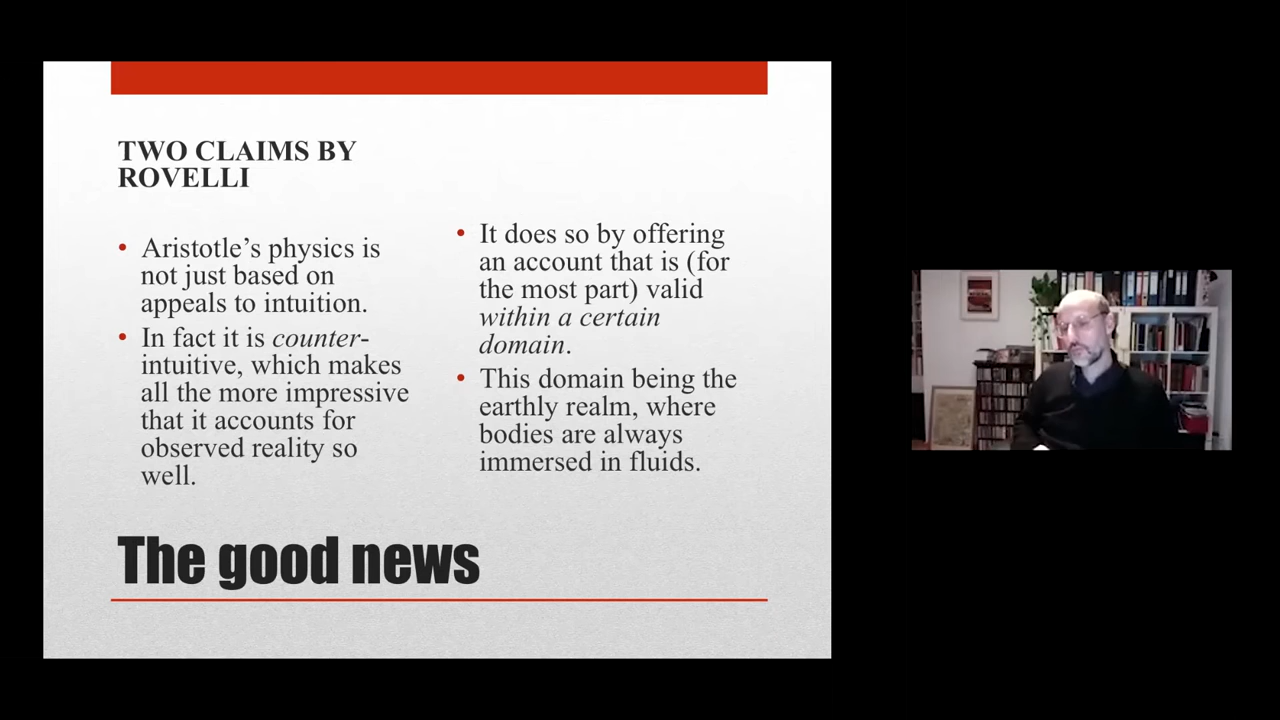 TWO CLAIMS BY
ROVELLI
• Aristotle’s physics is
not just based on
appeals to intuition.
• In fact it is counter-
intuitive, which makes
all the more impressive
that it accounts for
observed reality so
well.
• It does so by offering
an account that is (for
the most part) valid
within a certain
domain.
• This domain being the
earthly realm, where
bodies are always
immersed in fluids.
The good news